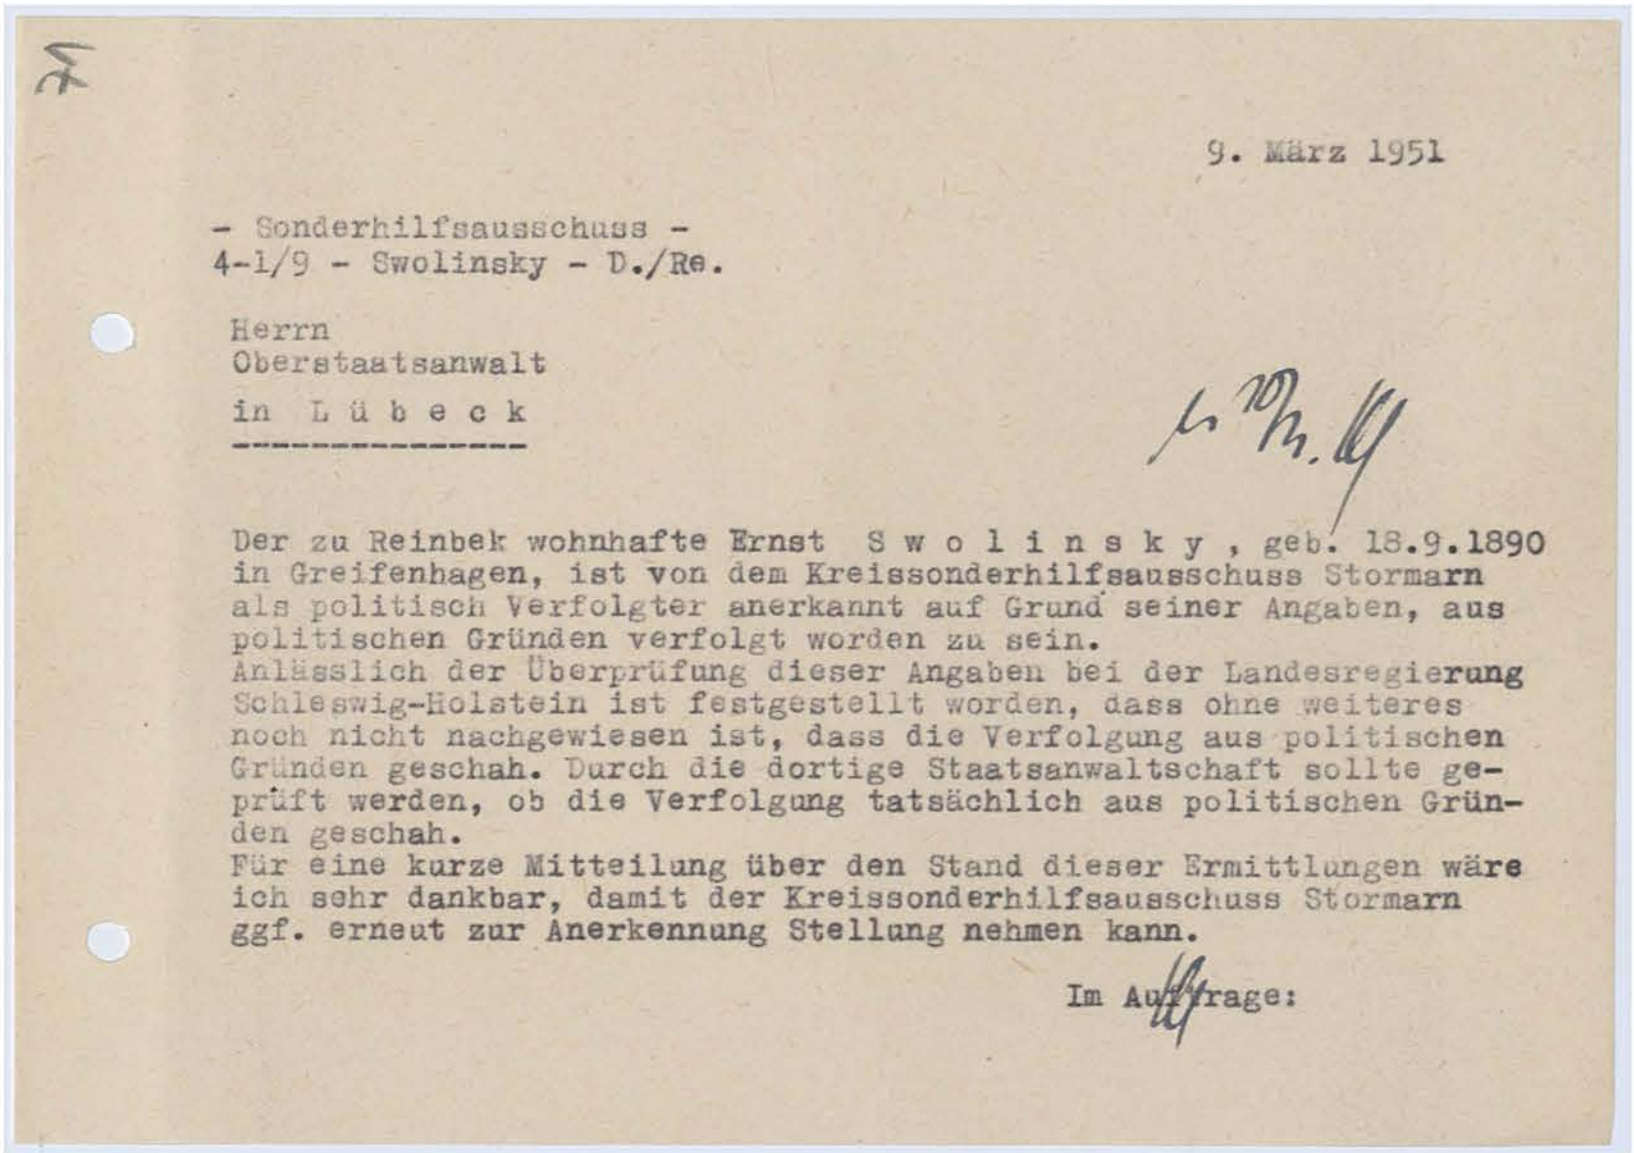 9. März 1951
- Sonderhilfsausschuss -
4-1/9 - Swolinsky - D./Re.
Herrn
Oberstaatsanwalt
in L ü b e c k
Der zu Reinbek wohnhafte Ernst S w o l i n s k y , geb. 18.9.1890
in Greifenhagen, ist von dem Kreissonderhilfsausschuss Stormarn
als politisch Verfolgter anerkannt auf Grund seiner Angaben, aus
politischen Gründen verfolgt worden zu sein.
Anlässlich der Überprüfung dieser Angaben bei der Landesregierung
Schleswig-Holstein ist festgestellt worden, dass ohne weiteres
noch nicht nachgewiesen ist, dass die Verfolgung aus politischen
Gründen geschah. Durch die dortige Staatsanwaltschaft sollte ge-
prüft werden, ob die Verfolgung tatsächlich aus politischen Grün-
den geschah.
Für eine kurze Mitteilung über den Stand dieser Ermittlungen wäre
ich sehr dankbar, damit der Kreissonderhilfsausschuss Stormarn
ggf. erneut zur Anerkennung Stellung nehmen kann.
Im Auftrage: